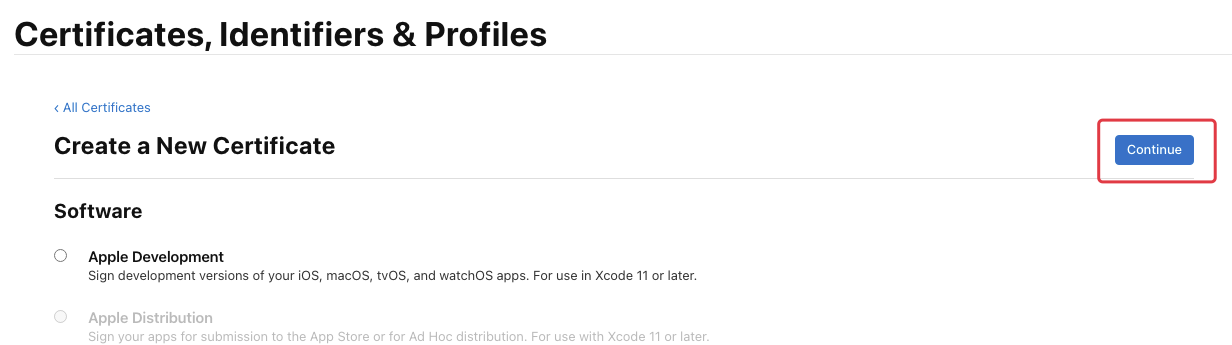 Certificates, Identifiers & Profiles
‹ All Certificates
Create a New Certificate
Continue
Software
Apple Development
Sign development versions of your iOS, macOS, tvOS, and watchOS apps. For use in Xcode 11 or later.
Apple Distribution
Sign your apps for submission to the App Store or for Ad Hoc distribution. For use with Xcode 11 or later.